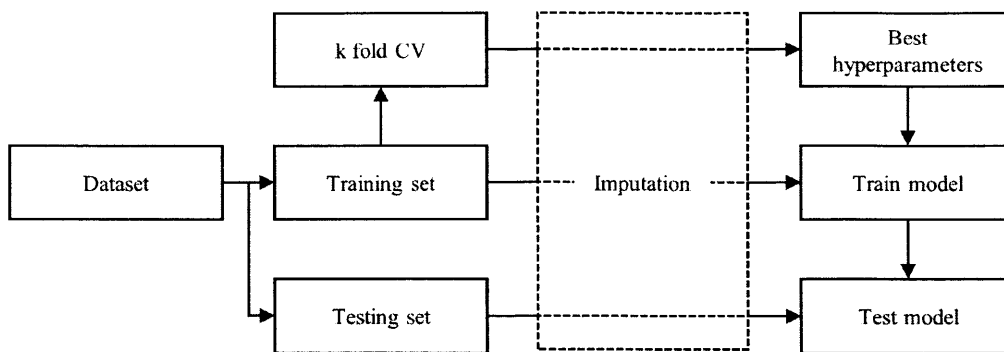 k fold CV
Best
hyperparameters
Dataset
Training set
Imputation
Train model
Testing set
Test model